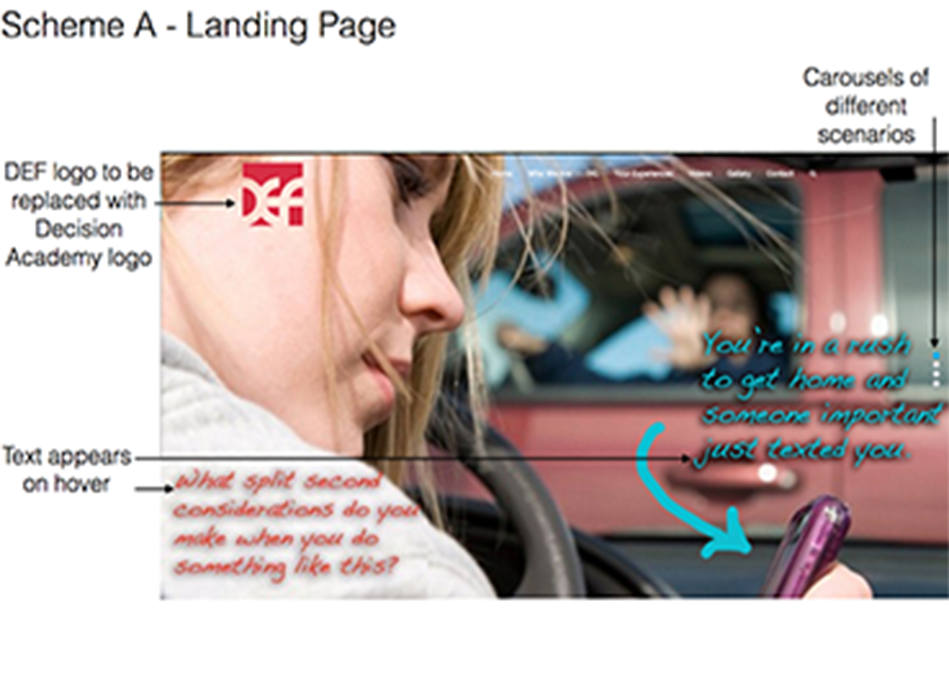 Scheme A - Landing Page
Carousels of
different
scenarios
DEF logo to be
replaced with
Decision
Academy logo
DEF
Home Why We Are Your Experiences Videos Gallery Contact
You're in a rush
to get home and
someone important
just texted you.
Text appears
on hover
What split second
considerations do you
make when you do
something like this?